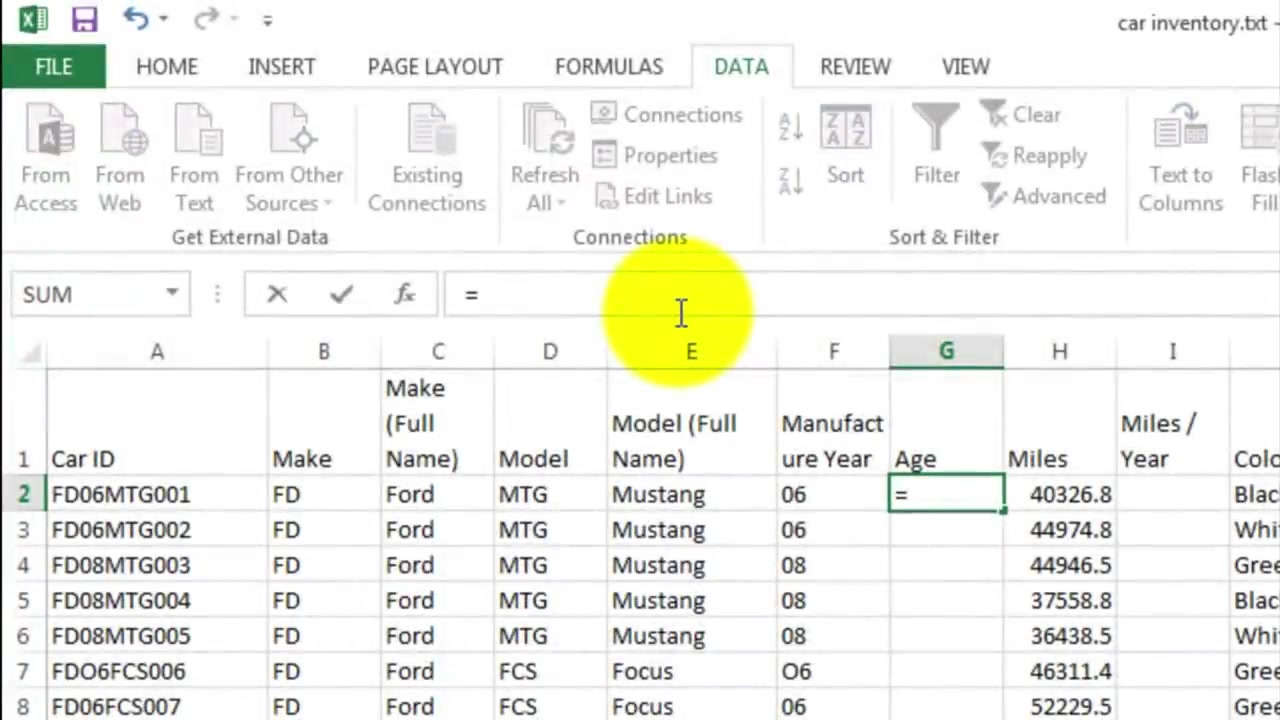 car inventory.txt -
FILE HOME INSERT PAGE LAYOUT FORMULAS DATA REVIEW VIEW
From Access
From Web
From Text
From Other Sources
Existing Connections
Refresh All
Connections
Properties
Edit Links
Sort
Filter
Clear
Reapply
Advanced
Text to Columns
Flas
Fill
Get External Data Connections Sort & Filter
SUM fx =
A B C D E F G H I
1 Car ID Make Make (Full Name) Model Model (Full Name) Manufacture Year Age Miles Miles / Year Colo
2 FD06MTG001 FD Ford MTG Mustang 06 = 40326.8 Blac
3 FD06MTG002 FD Ford MTG Mustang 06 44974.8 Whi
4 FD08MTG003 FD Ford MTG Mustang 08 44946.5 Gree
5 FD08MTG004 FD Ford MTG Mustang 08 37558.8 Blac
6 FD08MTG005 FD Ford MTG Mustang 08 36438.5 Whi
7 FDO6FCS006 FD Ford FCS Focus O6 46311.4 Gree
8 FD06FCS007 FD Ford FCS Focus 06 52229.5 Gree